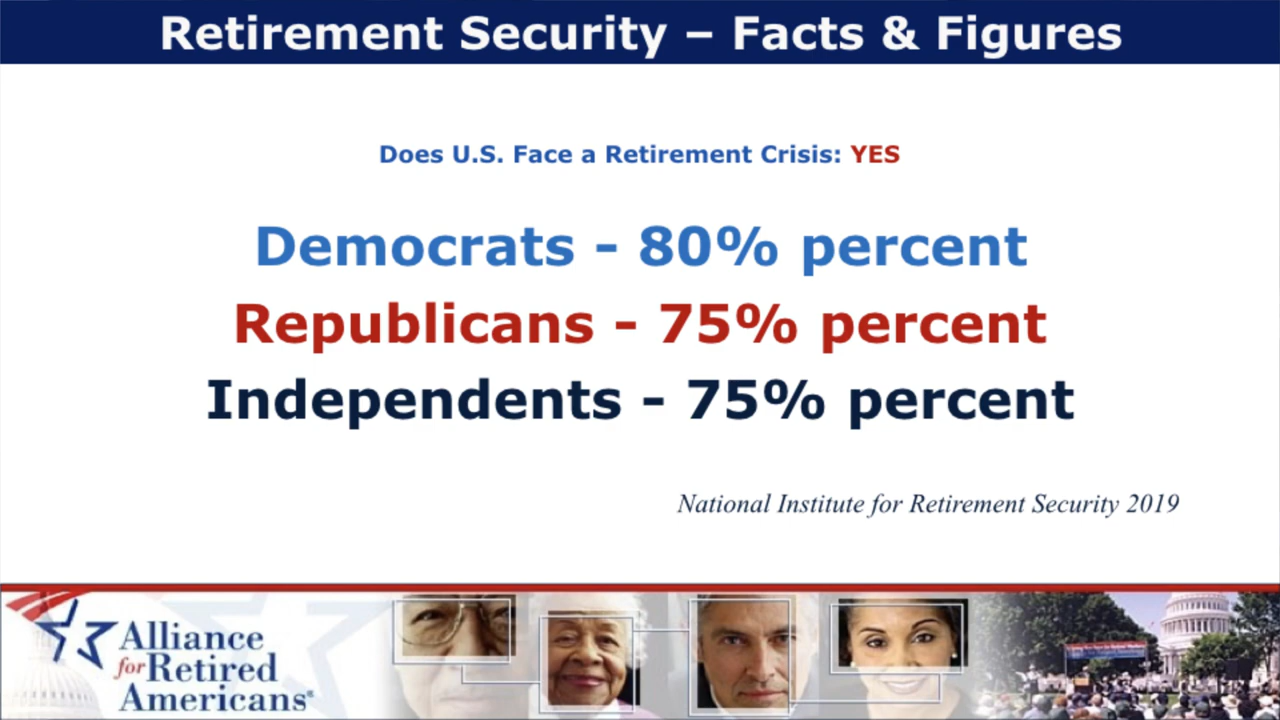 Retirement Security – Facts & Figures
Does U.S. Face a Retirement Crisis: YES
Democrats - 80% percent
Republicans - 75% percent
Independents - 75% percent
National Institute for Retirement Security 2019
Alliance
for Retired
Americans®